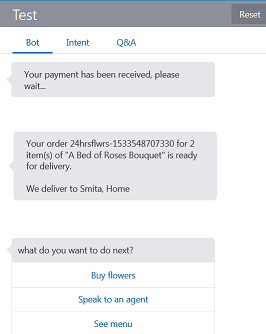 Test
Reset
Bot
Intent
Q&A
Your payment has been received, please
wait...
Your order 24hrsflwrs-1533548707330 for 2
item(s) of "A Bed of Roses Bouquet" is ready
for delivery.
We deliver to Smita, Home
what do you want to do next?
Buy flowers
Speak to an agent
See menu